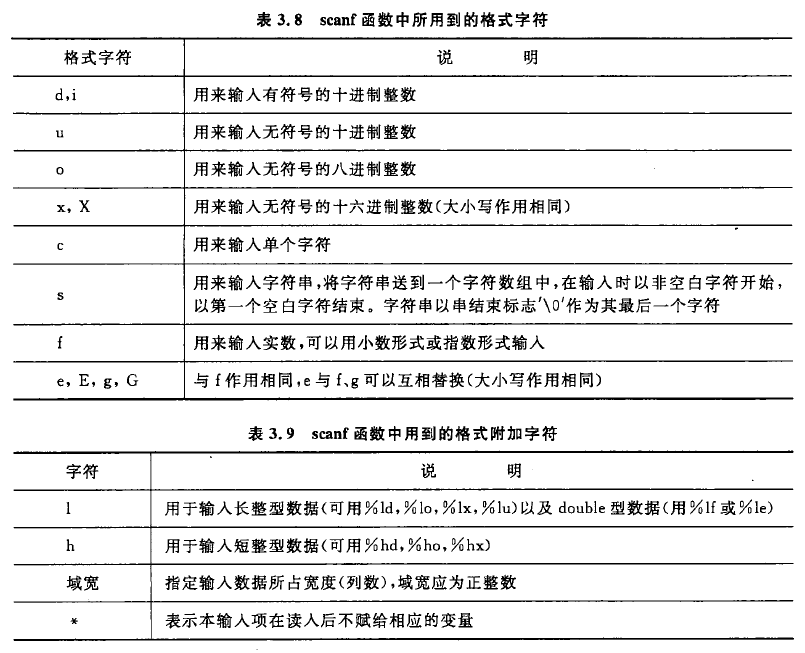 表 3.8 scanf 函数中所用到的格式字符
格式字符 说 明
d,i 用来输入有符号的十进制整数
u 用来输入无符号的十进制整数
o 用来输入无符号的八进制整数
x, X 用来输入无符号的十六进制整数(大小写作用相同)
c 用来输入单个字符
s 用来输入字符串,将字符串送到一个字符数组中,在输入时以非空白字符开始,
以第一个空白字符结束。字符串以串结束标志'\0'作为其最后一个字符
f 用来输入实数,可以用小数形式或指数形式输入
e, E, g, G 与 f 作用相同,e 与 f、g 可以互相替换(大小写作用相同)
表 3.9 scanf 函数中用到的格式附加字符
字符 说 明
l 用于输入长整型数据(可用%ld,%lo,%lx,%lu)以及 double 型数据(用%lf 或%le)
h 用于输入短整型数据(可用%hd,%ho,%hx)
域宽 指定输入数据所占宽度(列数),域宽应为正整数
* 表示本输入项在读入后不赋给相应的变量